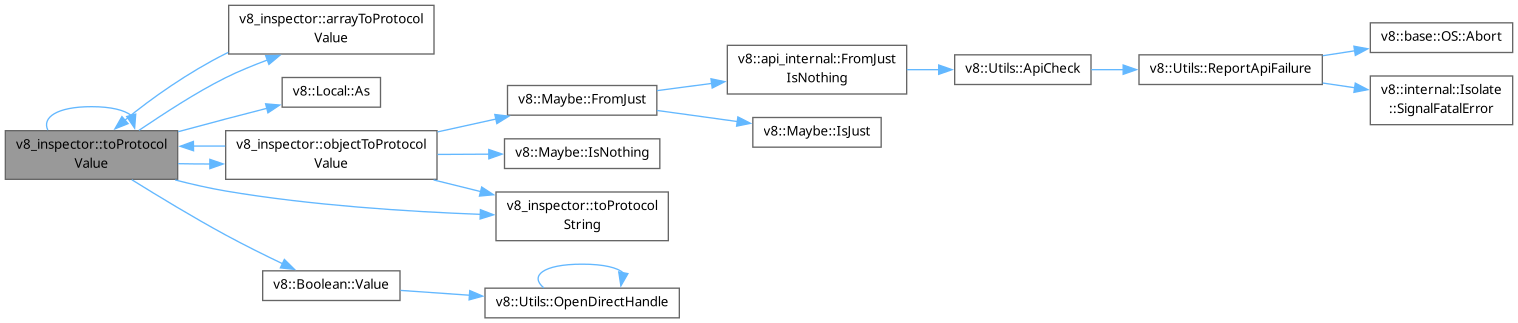 v8_inspector::toProtocol
Value
v8_inspector::arrayToProtocol
Value
v8::Local::As
v8_inspector::objectToProtocol
Value
v8::Boolean::Value
v8::Maybe::FromJust
v8::Maybe::IsNothing
v8_inspector::toProtocol
String
v8::Utils::OpenDirectHandle
v8::api_internal::FromJust
IsNothing
v8::Maybe::IsJust
v8::Utils::ApiCheck
v8::Utils::ReportApiFailure
v8::base::OS::Abort
v8::internal::Isolate
::SignalFatalError